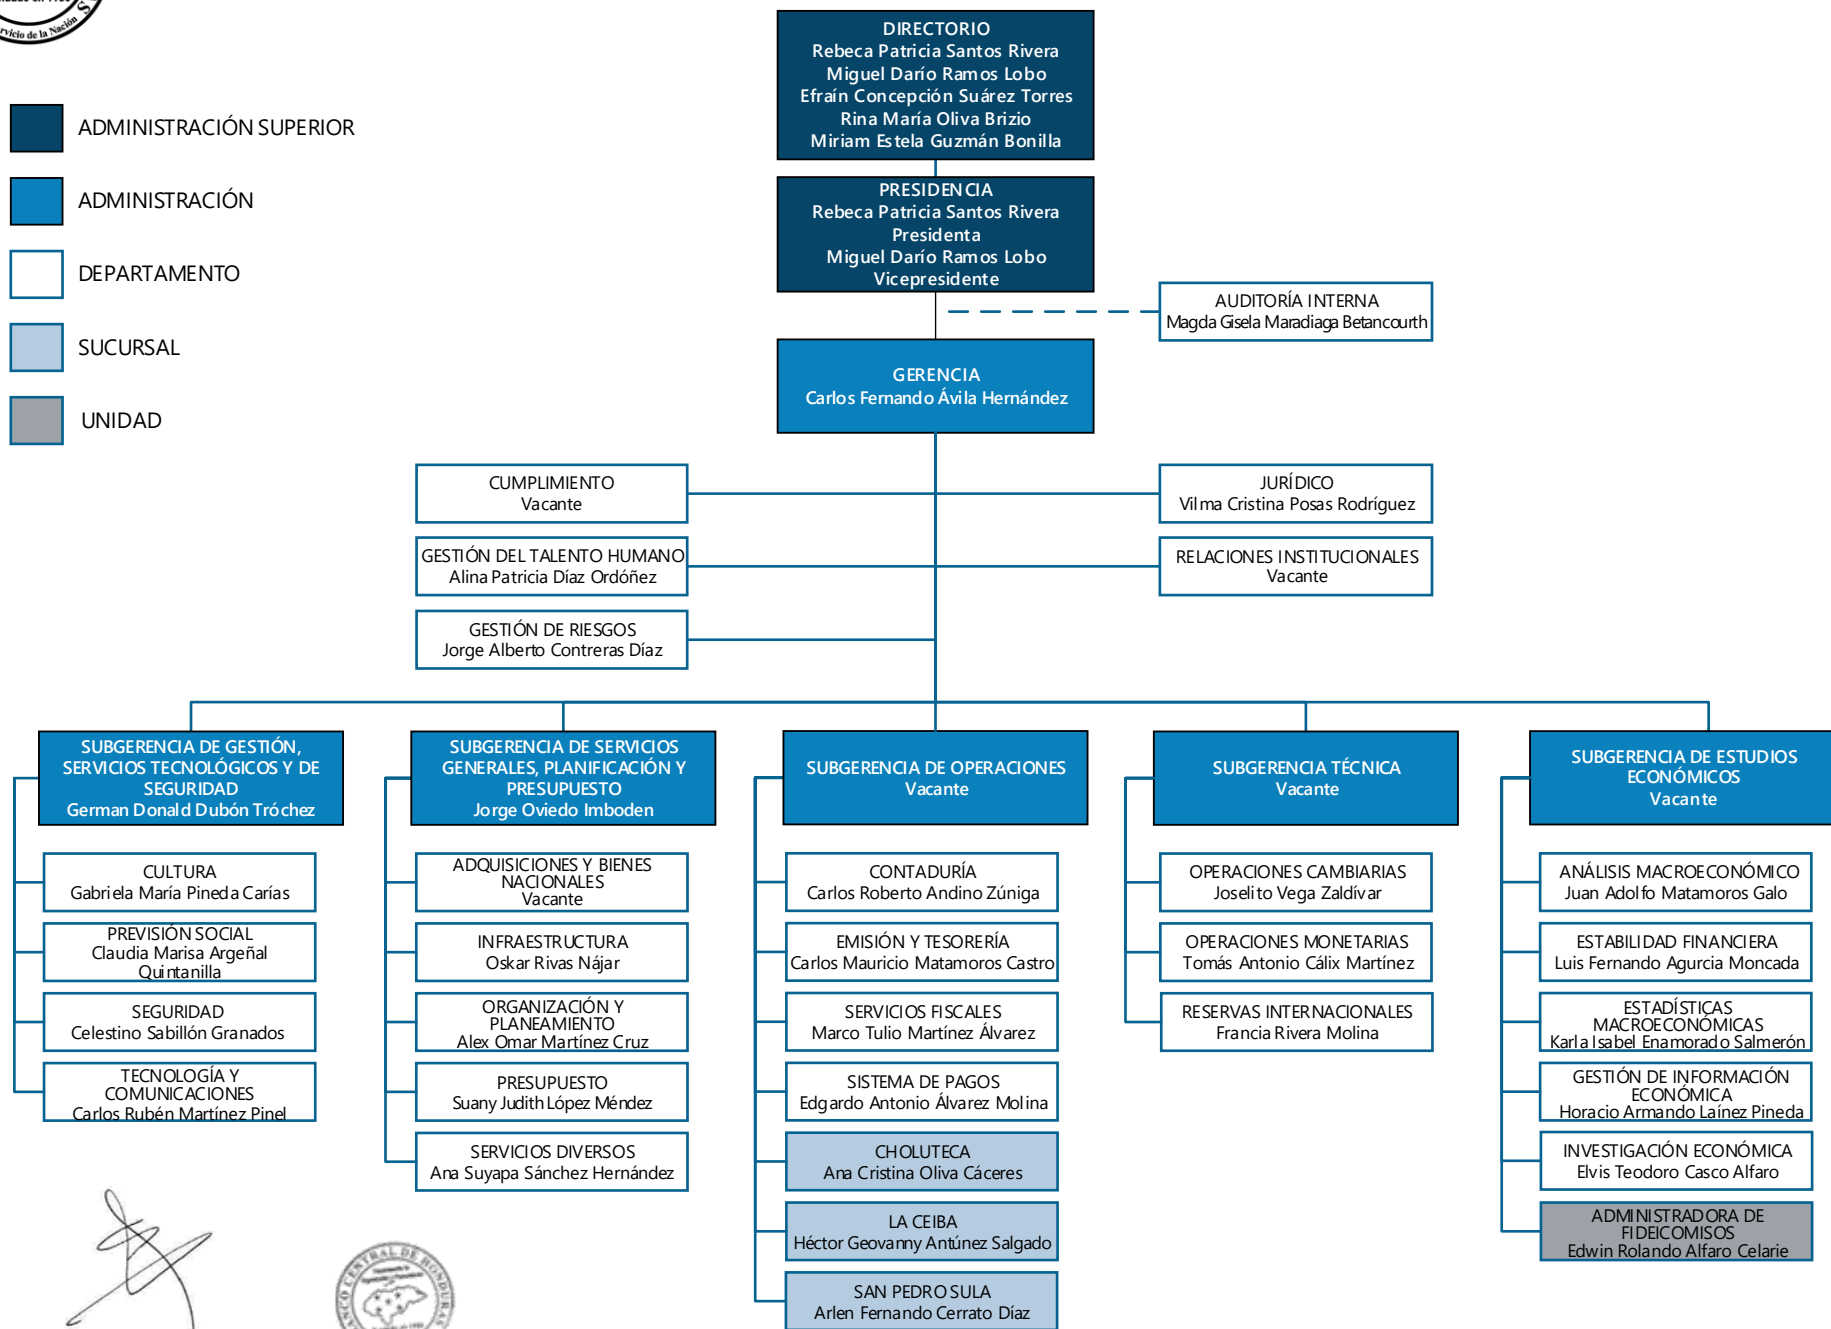 rvicio de la Nación
DIRECTORIO
Rebeca Patricia Santos Rivera
Miguel Darío Ramos Lobo
Efraín Concepción Suárez Torres
Rina María Oliva Brizio
Miriam Estela Guzmán Bonilla
ADMINISTRACIÓN SUPERIOR
ADMINISTRACIÓN
DEPARTAMENTO
SUCURSAL
UNIDAD
PRESIDENCIA
Rebeca Patricia Santos Rivera
Presidenta
Miguel Darío Ramos Lobo
Vicepresidente
AUDITORÍA INTERNA
Magda Gisela Maradiaga Betancourth
GERENCIA
Carlos Fernando Ávila Hernández
CUMPLIMIENTO
Vacante
JURÍDICO
Vilma Cristina Posas Rodríguez
GESTIÓN DEL TALENTO HUMANO
Alina Patricia Díaz Ordóñez
RELACIONES INSTITUCIONALES
Vacante
GESTIÓN DE RIESGOS
Jorge Alberto Contreras Díaz
SUBGERENCIA DE GESTIÓN,
SERVICIOS TECNOLÓGICOS Y DE
SEGURIDAD
German Donald Dubón Tróchez
CULTURA
Gabriela María Pineda Carías
PREVISIÓN SOCIAL
Claudia Marisa Argeñal
Quintanilla
SEGURIDAD
Celestino Sabillón Granados
TECNOLOGÍA Y
COMUNICACIONES
Carlos Rubén Martínez Pinel
SUBGERENCIA DE SERVICIOS
GENERALES, PLANIFICACIÓN Y
PRESUPUESTO
Jorge Oviedo Imboden
ADQUISICIONES Y BIENES
NACIONALES
Vacante
INFRAESTRUCTURA
Oskar Rivas Nájar
ORGANIZACIÓN Y
PLANEAMIENTO
Alex Omar Martínez Cruz
PRESUPUESTO
Suany Judith López Méndez
SERVICIOS DIVERSOS
Ana Suyapa Sánchez Hernández
SUBGERENCIA DE OPERACIONES
Vacante
CONTADURÍA
Carlos Roberto Andino Zúniga
EMISIÓN Y TESORERÍA
Carlos Mauricio Matamoros Castro
SERVICIOS FISCALES
Marco Tulio Martínez Álvarez
SISTEMA DE PAGOS
Edgardo Antonio Álvarez Molina
CHOLUTECA
Ana Cristina Oliva Cáceres
LA CEIBA
Héctor Geovanny Antúnez Salgado
SAN PEDRO SULA
Arlen Fernando Cerrato Díaz
SUBGERENCIA TÉCNICA
Vacante
OPERACIONES CAMBIARIAS
Joselito Vega Zaldívar
OPERACIONES MONETARIAS
Tomás Antonio Cálix Martínez
RESERVAS INTERNACIONALES
Francia Rivera Molina
SUBGERENCIA DE ESTUDIOS
ECONÓMICOS
Vacante
ANÁLISIS MACROECONÓMICO
Juan Adolfo Matamoros Galo
ESTABILIDAD FINANCIERA
Luis Fernando Agurcia Moncada
ESTADÍSTICAS
MACROECONÓMICAS
Karla Isabel Enamorado Salmerón
GESTIÓN DE INFORMACIÓN
ECONÓMICA
Horacio Armando Laínez Pineda
INVESTIGACIÓN ECONÓMICA
Elvis Teodoro Casco Alfaro
ADMINISTRADORA DE
FIDEICOMISOS
Edwin Rolando Alfaro Celarie
BANCO CENTRAL DE HONDURAS